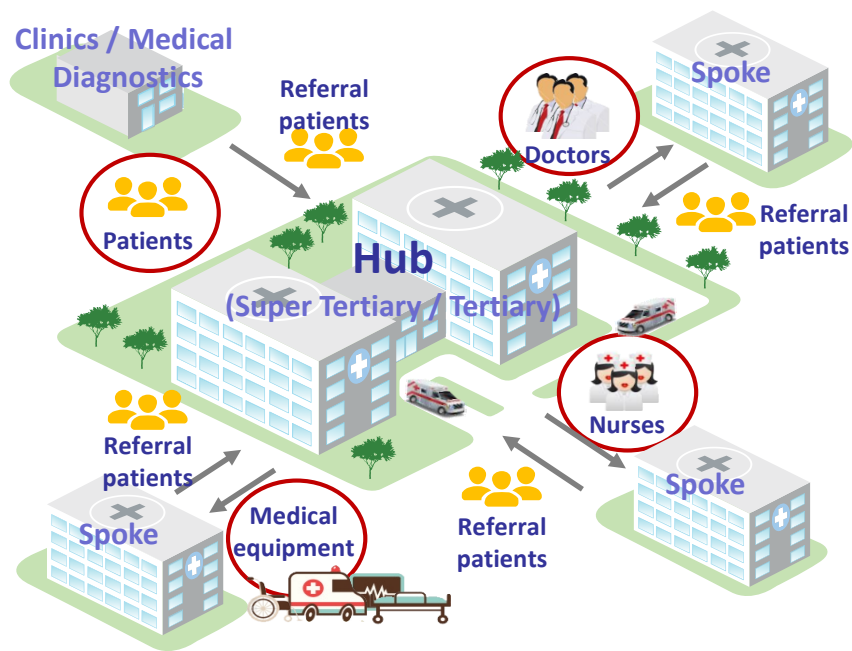 Clinics / Medical
Diagnostics
Referral
patients
Doctors
Spoke
Patients
Referral
patients
Hub
(Super Tertiary / Tertiary)
Nurses
Referral
patients
Spoke
Referral
patients
Spoke
Medical
equipment